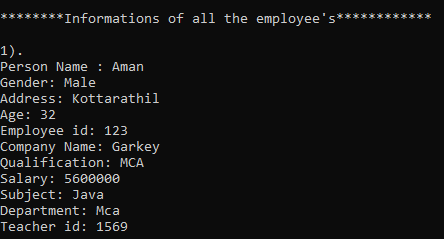 ********Informations of all the employee's************
1).
Person Name : Aman
Gender: Male
Address: Kottarathil
Age: 32
Employee id: 123
Company Name: Garkey
Qualification: MCA
Salary: 5600000
Subject: Java
Department: Mca
Teacher id: 1569